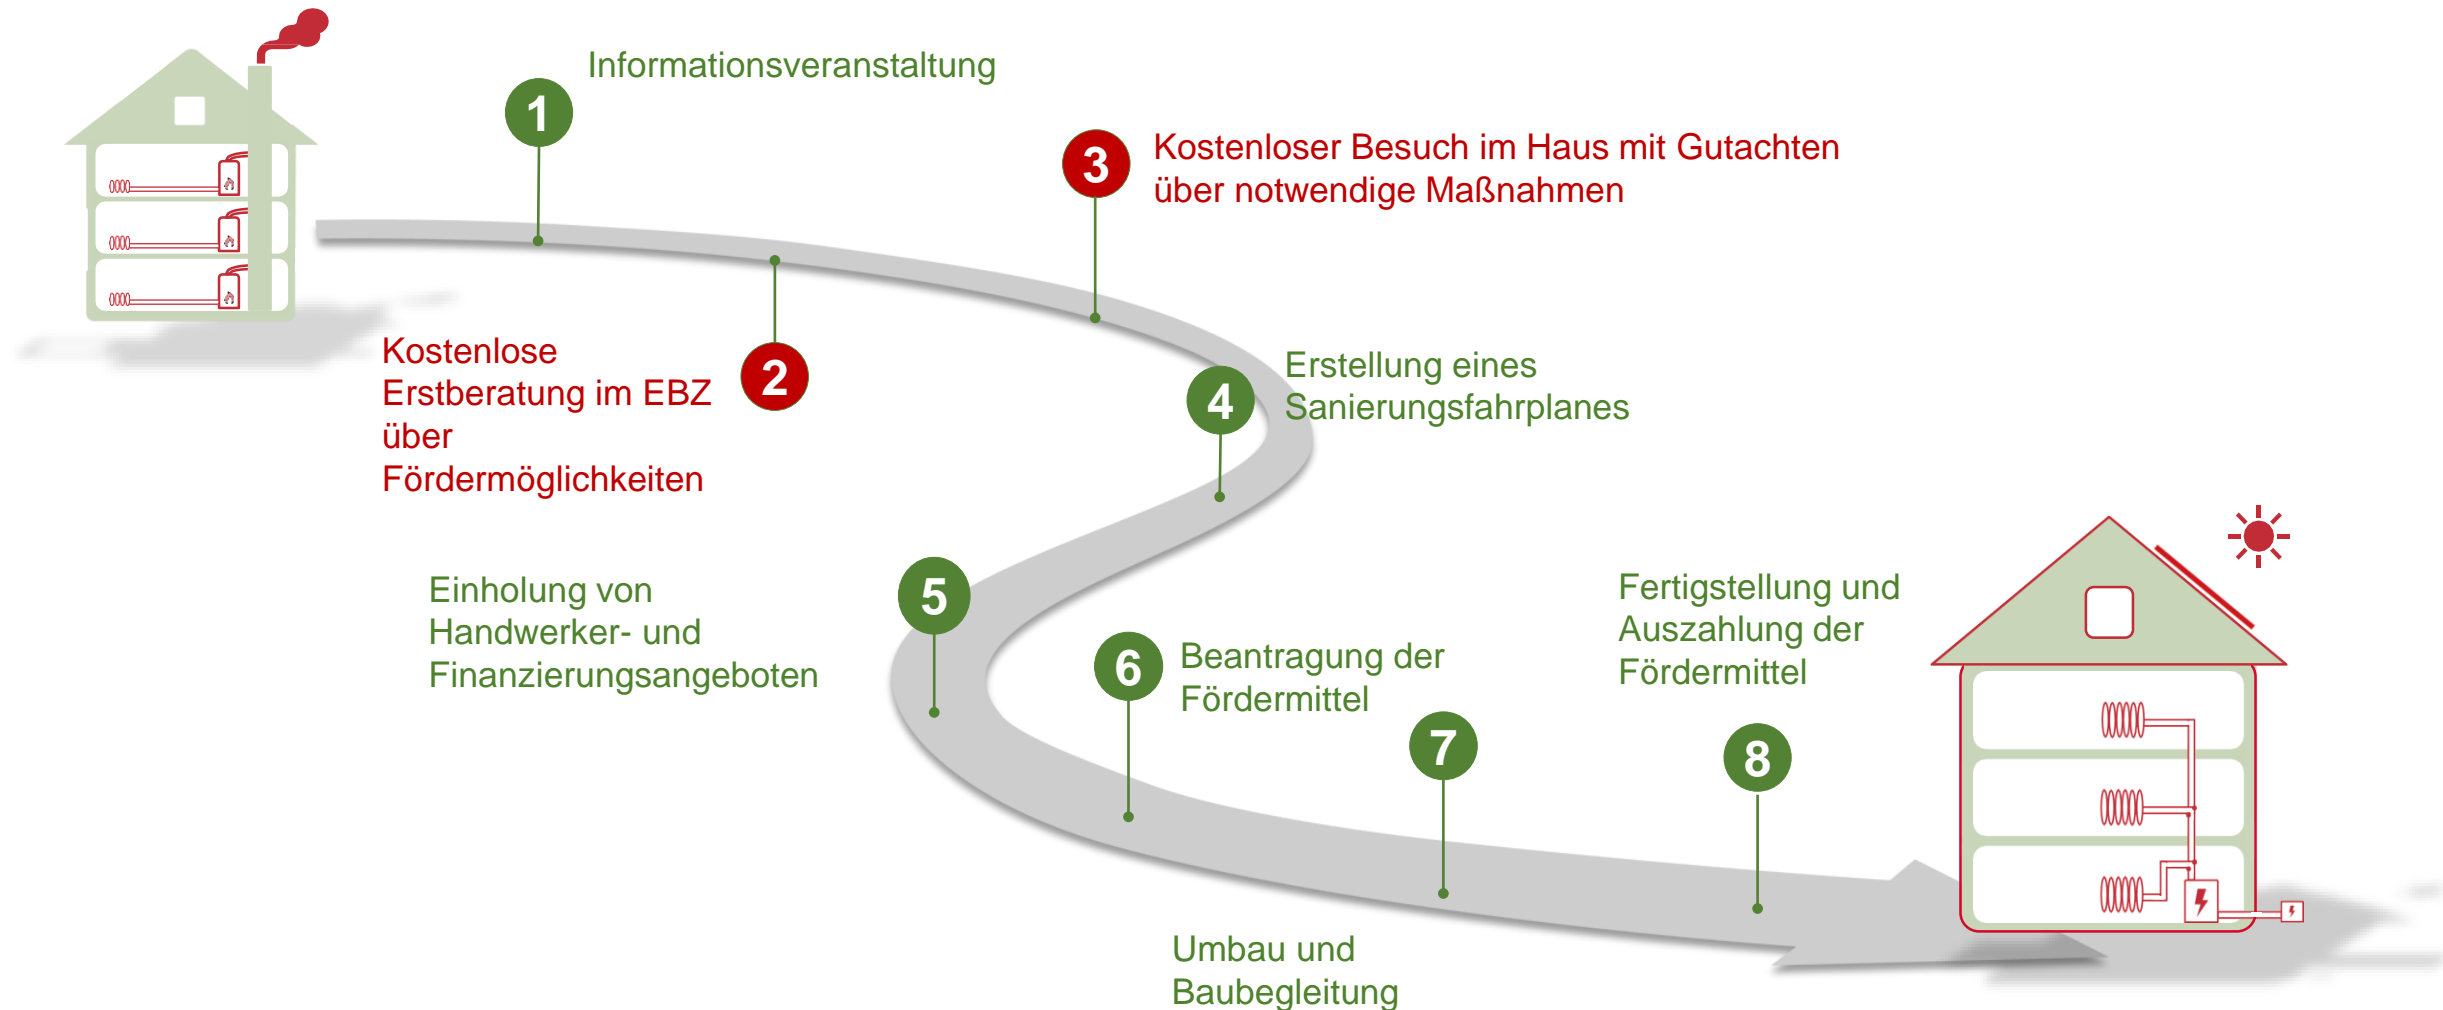 1
Informationsveranstaltung
2
Kostenlose
Erstberatung im EBZ
über
Fördermöglichkeiten
3
Kostenloser Besuch im Haus mit Gutachten
über notwendige Maßnahmen
4
Erstellung eines
Sanierungsfahrplanes
5
Einholung von
Handwerker- und
Finanzierungsangeboten
6
Beantragung der
Fördermittel
7
Umbau und
Baubegleitung
8
Fertigstellung und
Auszahlung der
Fördermittel